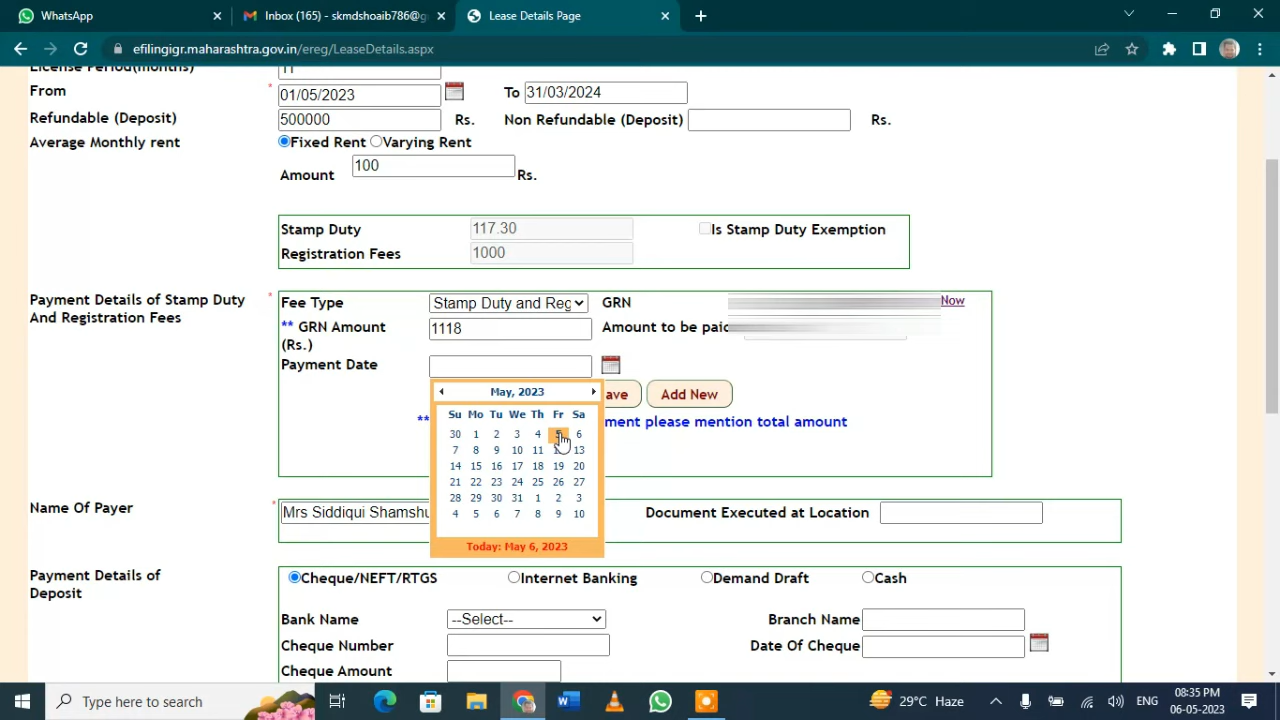 WhatsApp
Inbox (165) - skmdshoaib786@g
Lease Details Page
efilingigr.maharashtra.gov.in/ereg/LeaseDetails.aspx
License Period(months) 11
From * 01/05/2023 To 31/03/2024
Refundable (Deposit) 500000 Rs. Non Refundable (Deposit) Rs.
Average Monthly rent Fixed Rent Varying Rent
Amount 100 Rs.
Stamp Duty 117.30 Is Stamp Duty Exemption
Registration Fees 1000
Payment Details of Stamp Duty * Fee Type Stamp Duty and Reg GRN Now
And Registration Fees
** GRN Amount 1118 Amount to be paid
(Rs.)
Payment Date
May, 2023
ave Add New
Su Mo Tu We Th Fr Sa
** ment please mention total amount
30 1 2 3 4 5 6
7 8 9 10 11 13
14 15 16 17 18 19 20
21 22 23 24 25 26 27
28 29 30 31 1 2 3
4 5 6 7 8 9 10
Today: May 6, 2023
Name Of Payer * Mrs Siddiqui Shamshu Document Executed at Location
Payment Details of Cheque/NEFT/RTGS Internet Banking Demand Draft Cash
Deposit
Bank Name --Select-- Branch Name
Cheque Number Date Of Cheque
Cheque Amount
Type here to search
29°C Haze
ENG
08:35 PM
06-05-2023